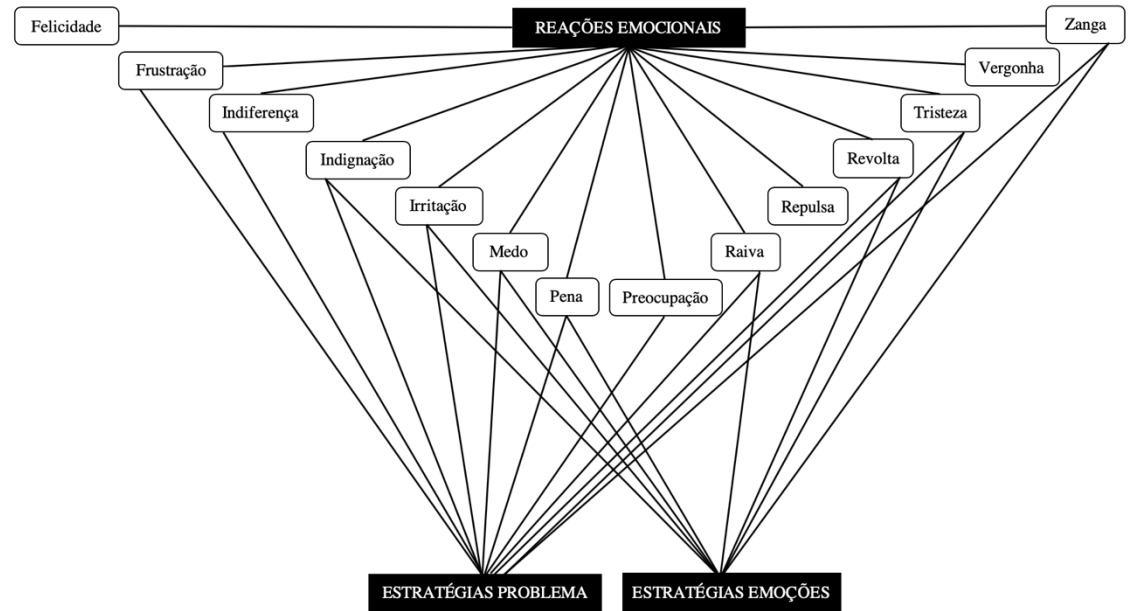 Felicidade
REAÇÕES EMOCIONAIS
Zanga
Frustração
Vergonha
Indiferença
Tristeza
Indignação
Revolta
Irritação
Repulsa
Medo
Raiva
Pena
Preocupação
ESTRATÉGIAS PROBLEMA
ESTRATÉGIAS EMOÇÕES